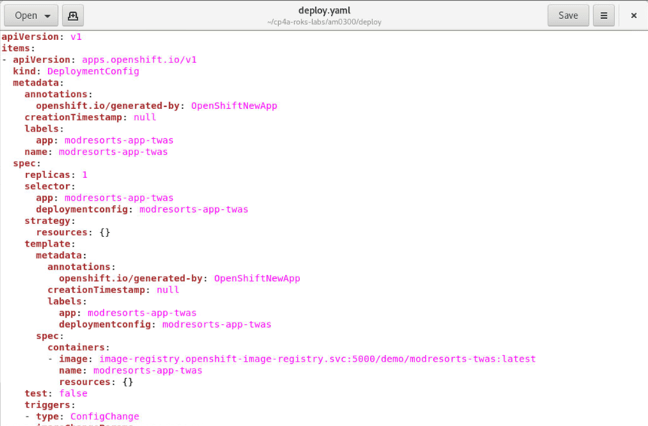 Open
deploy.yaml
~/cp4a-roks-labs/am0300/deploy
Save
apiVersion: v1
items:
- apiVersion: apps.openshift.io/v1
  kind: DeploymentConfig
  metadata:
    annotations:
      openshift.io/generated-by: OpenShiftNewApp
    creationTimestamp: null
    labels:
      app: modresorts-app-twas
    name: modresorts-app-twas
  spec:
    replicas: 1
    selector:
      app: modresorts-app-twas
      deploymentconfig: modresorts-app-twas
    strategy:
      resources: {}
    template:
      metadata:
        annotations:
          openshift.io/generated-by: OpenShiftNewApp
        creationTimestamp: null
        labels:
          app: modresorts-app-twas
          deploymentconfig: modresorts-app-twas
      spec:
        containers:
        - image: image-registry.openshift-image-registry.svc:5000/demo/modresorts-twas:latest
          name: modresorts-app-twas
          resources: {}
    test: false
    triggers:
    - type: ConfigChange